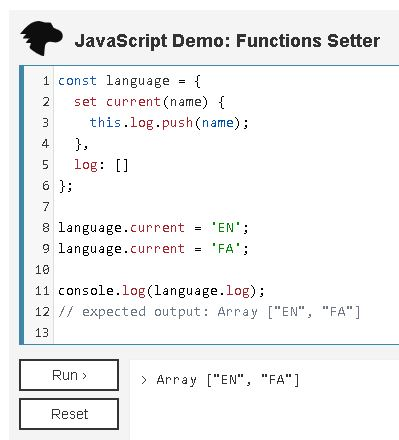 JavaScript Demo: Functions Setter
1 const language = {
2   set current(name) {
3     this.log.push(name);
4   },
5   log: []
6 };
7
8 language.current = 'EN';
9 language.current = 'FA';
10
11 console.log(language.log);
12 // expected output: Array ["EN", "FA"]
13
Run ›
> Array ["EN", "FA"]
Reset